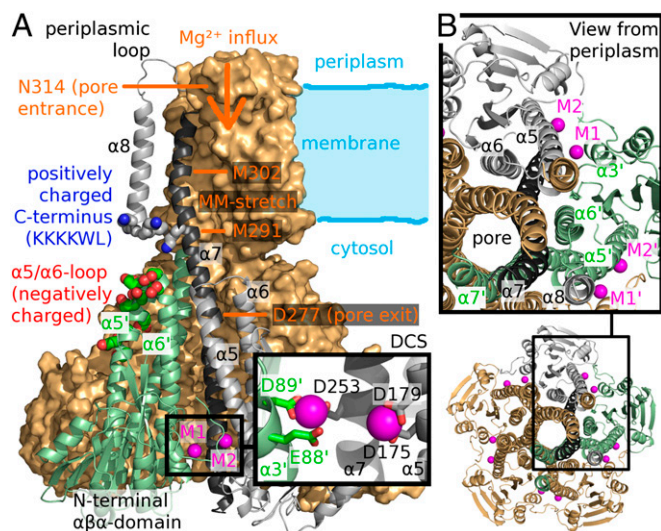 A
periplasmic
loop
Mg²⁺ influx
N314 (pore
entrance)
periplasm
α8
membrane
M302
positively
charged
C-terminus
(KKKKWL)
MM-stretch
M291
cytosol
α7
α5/α6-loop
(negatively
charged)
α6
D277 (pore exit)
α5'
α6'
α5
DCS
D89'
D253
D179
M1
M2
E88'
D175
α3'
α7
α5
N-terminal
αβα-domain
B
View from
periplasm
M2
α5
M1
α6
α3'
α6'
pore
α5'
M2'
α7'
α7
α8
M1'